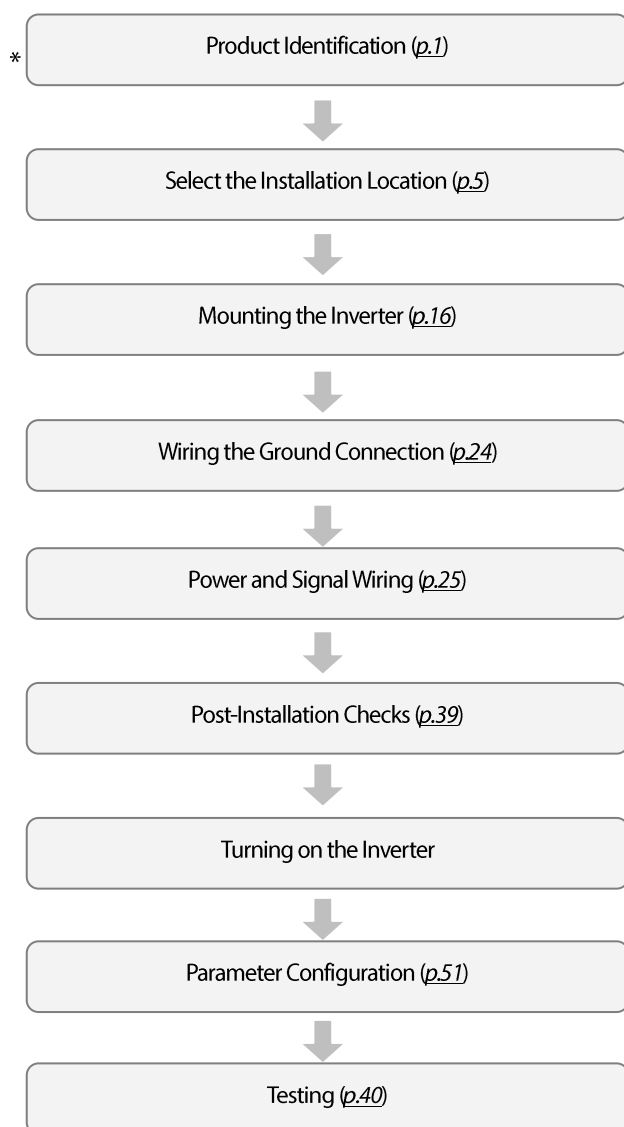 Product Identification (p.1)
*
Select the Installation Location (p.5)
Mounting the Inverter (p.16)
Wiring the Ground Connection (p.24)
Power and Signal Wiring (p.25)
Post-Installation Checks (p.39)
Turning on the Inverter
Parameter Configuration (p.51)
Testing (p.40)